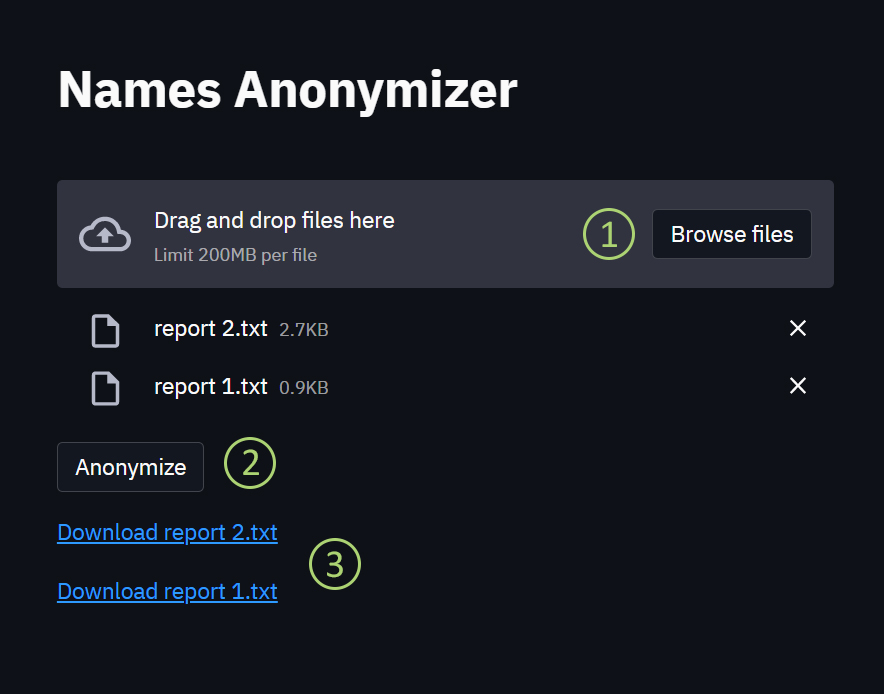 Names Anonymizer
Drag and drop files here
Limit 200MB per file
1
Browse files
report 2.txt 2.7KB
report 1.txt 0.9KB
Anonymize
2
Download report 2.txt
3
Download report 1.txt